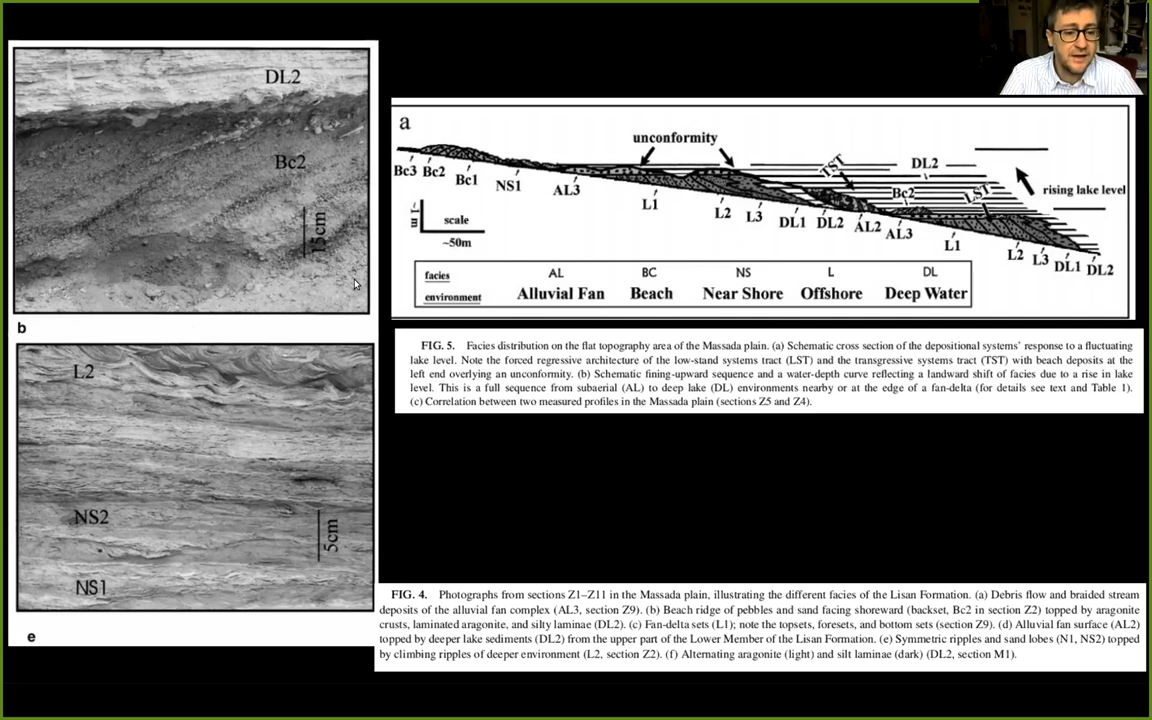 DL2
Bc2
15cm
b
L2
NS2
5cm
NS1
e
a
unconformity
TST
DL2
Bc2
LST
rising lake level
Bc3 Bc2 Bc1 NS1 AL3 L1 L2 L3 DL1 DL2 AL2 AL3 L1 L2 L3 DL1 DL2
~1 m
scale
~50m
facies AL BC NS L DL
environment Alluvial Fan Beach Near Shore Offshore Deep Water
FIG. 5. Facies distribution on the flat topography area of the Massada plain. (a) Schematic cross section of the depositional systems' response to a fluctuating
lake level. Note the forced regressive architecture of the low-stand systems tract (LST) and the transgressive systems tract (TST) with beach deposits at the
left end overlying an unconformity. (b) Schematic fining-upward sequence and a water-depth curve reflecting a landward shift of facies due to a rise in lake
level. This is a full sequence from subaerial (AL) to deep lake (DL) environments nearby or at the edge of a fan-delta (for details see text and Table 1).
(c) Correlation between two measured profiles in the Massada plain (sections Z5 and Z4).
FIG. 4. Photographs from sections Z1–Z11 in the Massada plain, illustrating the different facies of the Lisan Formation. (a) Debris flow and braided stream
deposits of the alluvial fan complex (AL3, section Z9). (b) Beach ridge of pebbles and sand facing shoreward (backset, Bc2 in section Z2) topped by aragonite
crusts, laminated aragonite, and silty laminae (DL2). (c) Fan-delta sets (L1); note the topsets, foresets, and bottom sets (section Z9). (d) Alluvial fan surface (AL2)
topped by deeper lake sediments (DL2) from the upper part of the Lower Member of the Lisan Formation. (e) Symmetric ripples and sand lobes (N1, NS2) topped
by climbing ripples of deeper environment (L2, section Z2). (f) Alternating aragonite (light) and silt laminae (dark) (DL2, section M1).